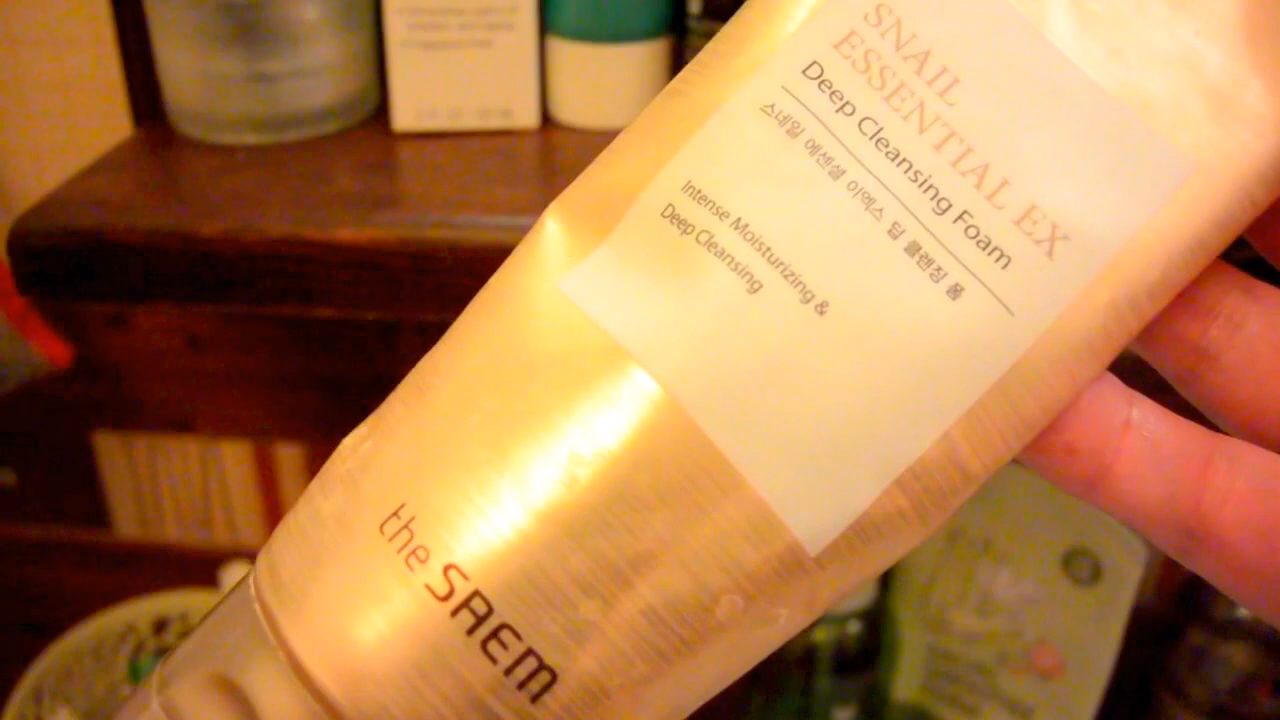 SNAIL
ESSENTIAL EX
Deep Cleansing Foam
스네일 에센셜 이엑스 딥 클렌징 폼
Intense Moisturizing &
Deep Cleansing
the SAEM